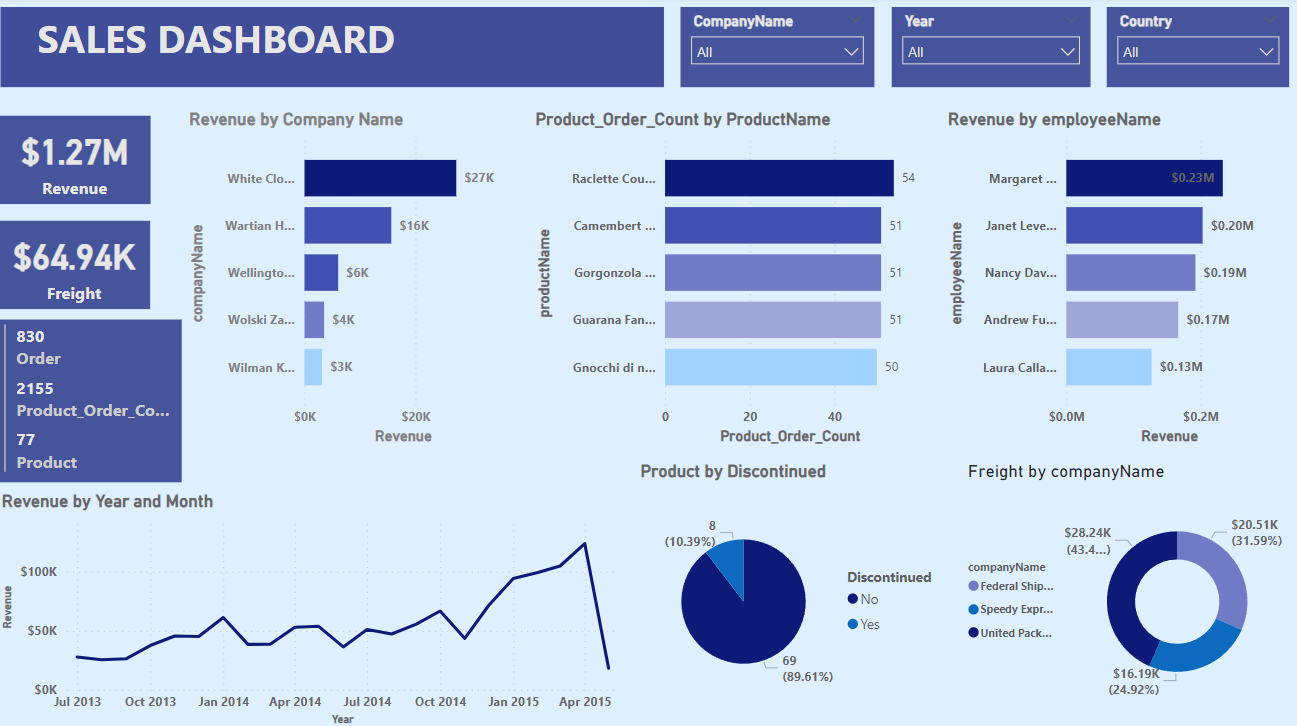 SALES DASHBOARD
CompanyName
All
Year
All
Country
All
$1.27M
Revenue
$64.94K
Freight
830
Order
2155
Product_Order_Co...
77
Product
Revenue by Company Name
companyName
White Clo...
$27K
Wartian H...
$16K
Wellingto...
$6K
Wolski Za...
$4K
Wilman K...
$3K
$0K
$20K
Revenue
Product_Order_Count by ProductName
productName
Raclette Cou...
54
Camembert ...
51
Gorgonzola ...
51
Guarana Fan...
51
Gnocchi di n...
50
0
20
40
Product_Order_Count
Revenue by employeeName
employeeName
Margaret ...
$0.23M
Janet Leve...
$0.20M
Nancy Dav...
$0.19M
Andrew Fu...
$0.17M
Laura Calla...
$0.13M
$0.0M
$0.2M
Revenue
Revenue by Year and Month
Revenue
$100K
$50K
$0K
Jul 2013
Oct 2013
Jan 2014
Apr 2014
Jul 2014
Oct 2014
Jan 2015
Apr 2015
Year
Product by Discontinued
8
(10.39%)
69
(89.61%)
Discontinued
No
Yes
Freight by companyName
companyName
Federal Ship...
Speedy Expr...
United Pack...
$28.24K
(43.4...)
$20.51K
(31.59%)
$16.19K
(24.92%)